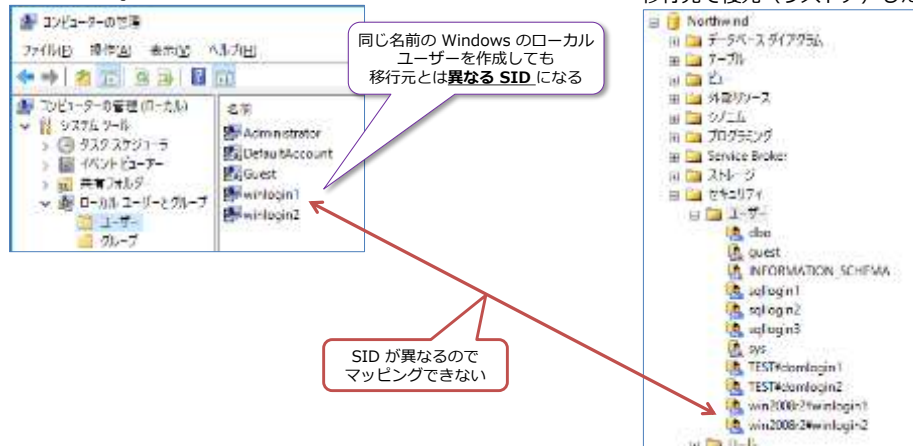 コンピューターの管理
ファイル(F) 操作(A) 表示(V) ヘルプ(H)
コンピューターの管理 (ローカル)
システム ツール
タスク スケジューラ
イベント ビューアー
共有フォルダ
ローカル ユーザーとグループ
ユーザー
グループ
名前
Administrator
DefaultAccount
Guest
winlogin1
winlogin2
同じ名前の Windows のローカル
ユーザーを作成しても
移行元とは異なる SID になる
SID が異なるので
マッピングできない
Northwind
データベース ダイアグラム
テーブル
ビュー
外部リソース
シノニム
プログラミング
Service Broker
ストレージ
セキュリティ
ユーザー
dbo
guest
INFORMATION_SCHEMA
sqllogin1
sqllogin2
sqllogin3
sys
TEST¥domlogin1
TEST¥domlogin2
win2008r2¥winlogin1
win2008r2¥winlogin2